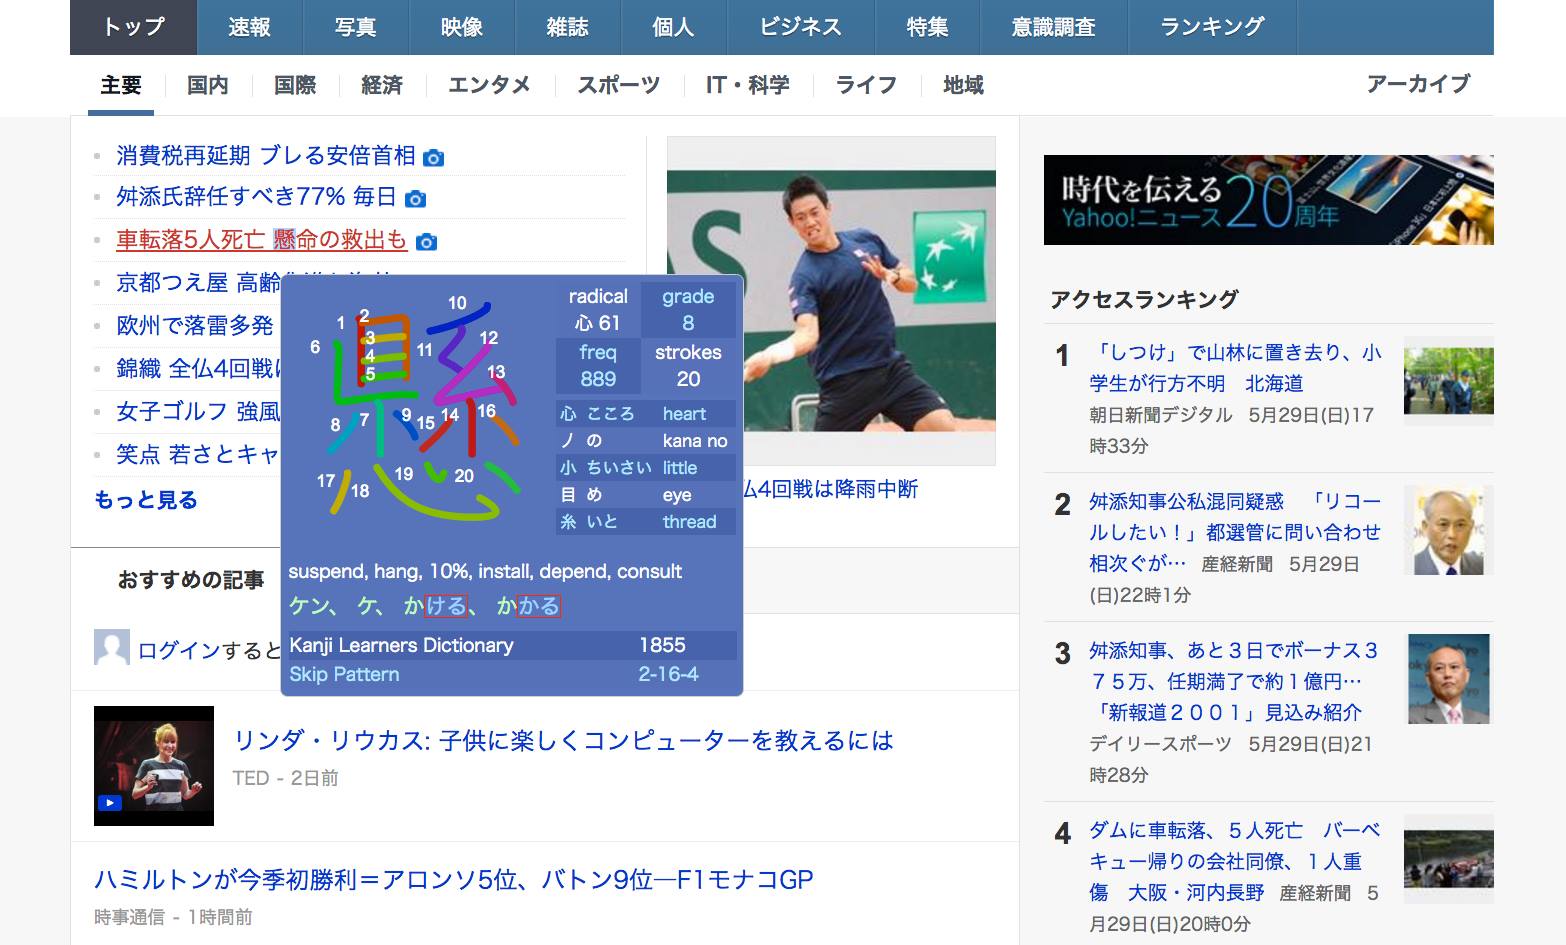 トップ 速報 写真 映像 雑誌 個人 ビジネス 特集 意識調査 ランキング
主要 国内 国際 経済 エンタメ スポーツ IT・科学 ライフ 地域 アーカイブ
消費税再延期 ブレる安倍首相
舛添氏辞任すべき77% 毎日
車転落5人死亡 懸命の救出も
京都つえ屋 高齢
欧州で落雷多発
錦織 全仏4回戦
女子ゴルフ 強風
笑点 若さとキャ
もっと見る
仏4回戦は降雨中断
1 2 3 4 5 6 7 8 9 10 11 12 13 14 15 16 17 18 19 20
radical 心 61
grade 8
freq 889
strokes 20
心 こころ heart
ノ の kana no
小 ちいさい little
目 め eye
糸 いと thread
suspend, hang, 10%, install, depend, consult
ケン、 ケ、 かける、 かかる
Kanji Learners Dictionary 1855
Skip Pattern 2-16-4
おすすめの記事
ログインすると
リンダ・リウカス: 子供に楽しくコンピューターを教えるには
TED - 2日前
ハミルトンが今季初勝利＝アロンソ5位、バトン9位―F1モナコGP
時事通信 - 1時間前
時代を伝える
Yahoo!ニュース20周年
アクセスランキング
1 「しつけ」で山林に置き去り、小
学生が行方不明 北海道
朝日新聞デジタル 5月29日(日)17
時33分
2 舛添知事公私混同疑惑 「リコー
ルしたい！」都選管に問い合わせ
相次ぐが… 産経新聞 5月29日
(日)22時1分
3 舛添知事、あと３日でボーナス３
７５万、任期満了で約１億円…
「新報道２００１」見込み紹介
デイリースポーツ 5月29日(日)21
時28分
4 ダムに車転落、５人死亡 バーベ
キュー帰りの会社同僚、１人重
傷 大阪・河内長野 産経新聞 5
月29日(日)20時0分